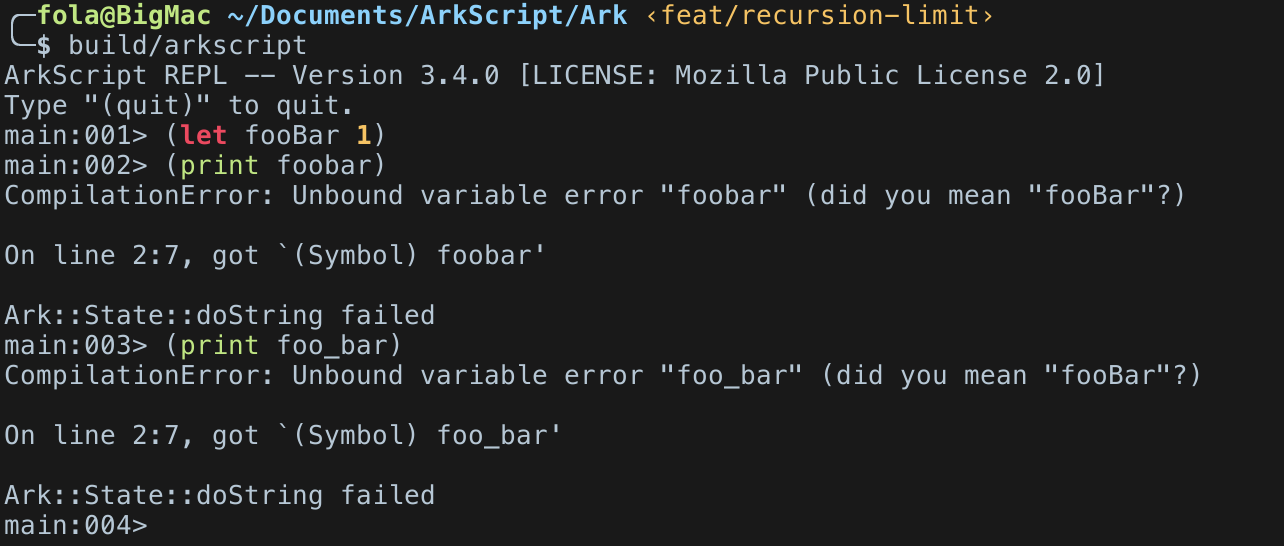 fola@BigMac ~/Documents/ArkScript/Ark ‹feat/recursion-limit›
$ build/arkscript
ArkScript REPL -- Version 3.4.0 [LICENSE: Mozilla Public License 2.0]
Type "(quit)" to quit.
main:001> (let fooBar 1)
main:002> (print foobar)
CompilationError: Unbound variable error "foobar" (did you mean "fooBar"?)
On line 2:7, got `(Symbol) foobar'
Ark::State::doString failed
main:003> (print foo_bar)
CompilationError: Unbound variable error "foo_bar" (did you mean "fooBar"?)
On line 2:7, got `(Symbol) foo_bar'
Ark::State::doString failed
main:004>